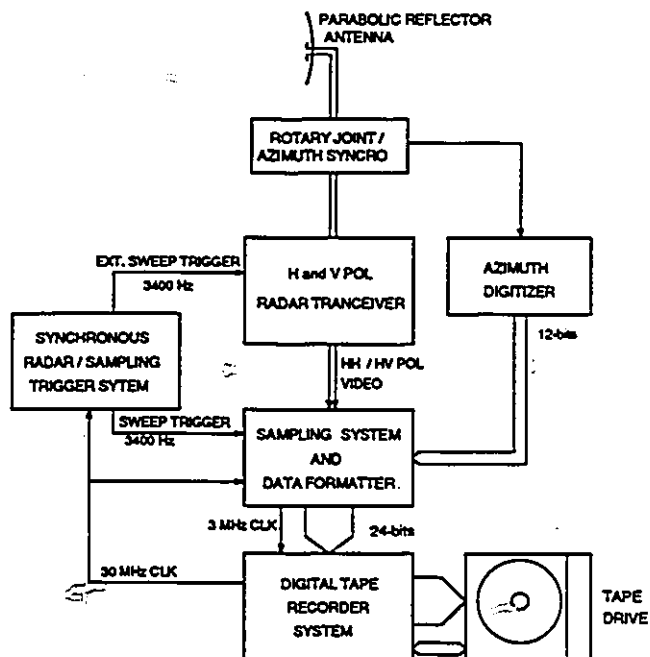 PARABOLIC REFLECTOR
ANTENNA
ROTARY JOINT /
AZIMUTH SYNCRO
EXT. SWEEP TRIGGER
3400 Hz
H and V POL
RADAR TRANCEIVER
AZIMUTH
DIGITIZER
SYNCHRONOUS
RADAR / SAMPLING
TRIGGER SYTEM
HH / HV POL
VIDEO
12-bits
SWEEP TRIGGER
3400 Hz
SAMPLING SYSTEM
AND
DATA FORMATTER.
3 MHz CLK
24-bits
30 MHz CLK
DIGITAL TAPE
RECORDER
SYSTEM
TAPE
DRIVE